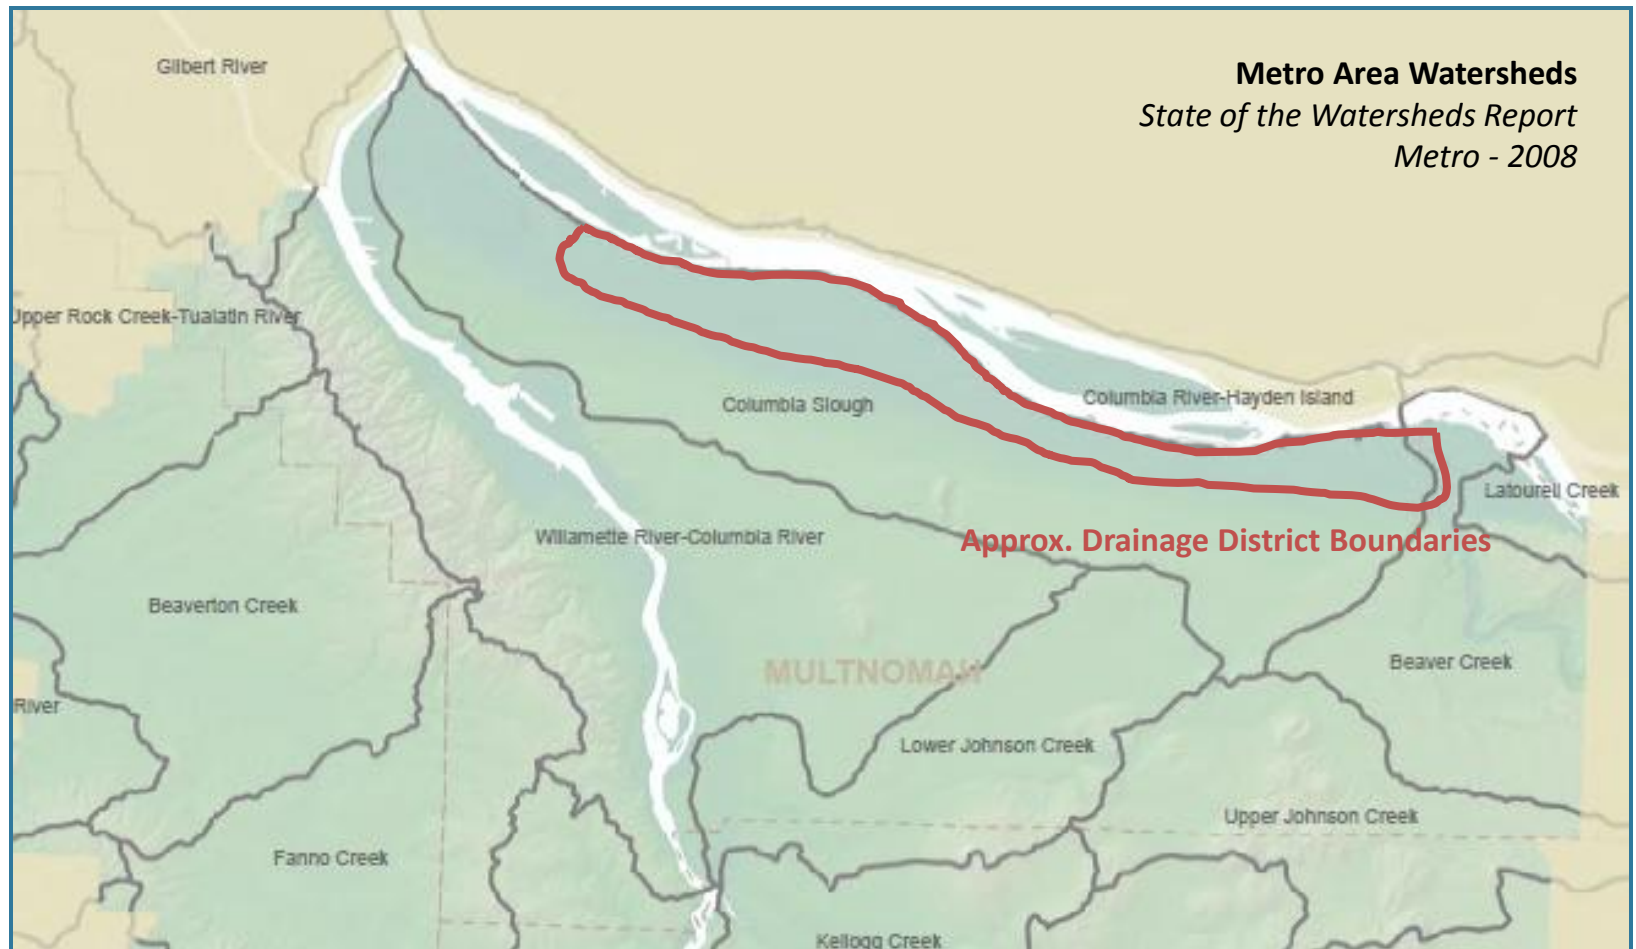 Metro Area Watersheds
State of the Watersheds Report
Metro - 2008
Gilbert River
Upper Rock Creek-Tualatin River
Columbia Slough
Columbia River-Hayden Island
Latourell Creek
Approx. Drainage District Boundaries
Willamette River-Columbia River
Beaverton Creek
MULTNOMAH
Beaver Creek
River
Lower Johnson Creek
Upper Johnson Creek
Fanno Creek
Kellogg Creek